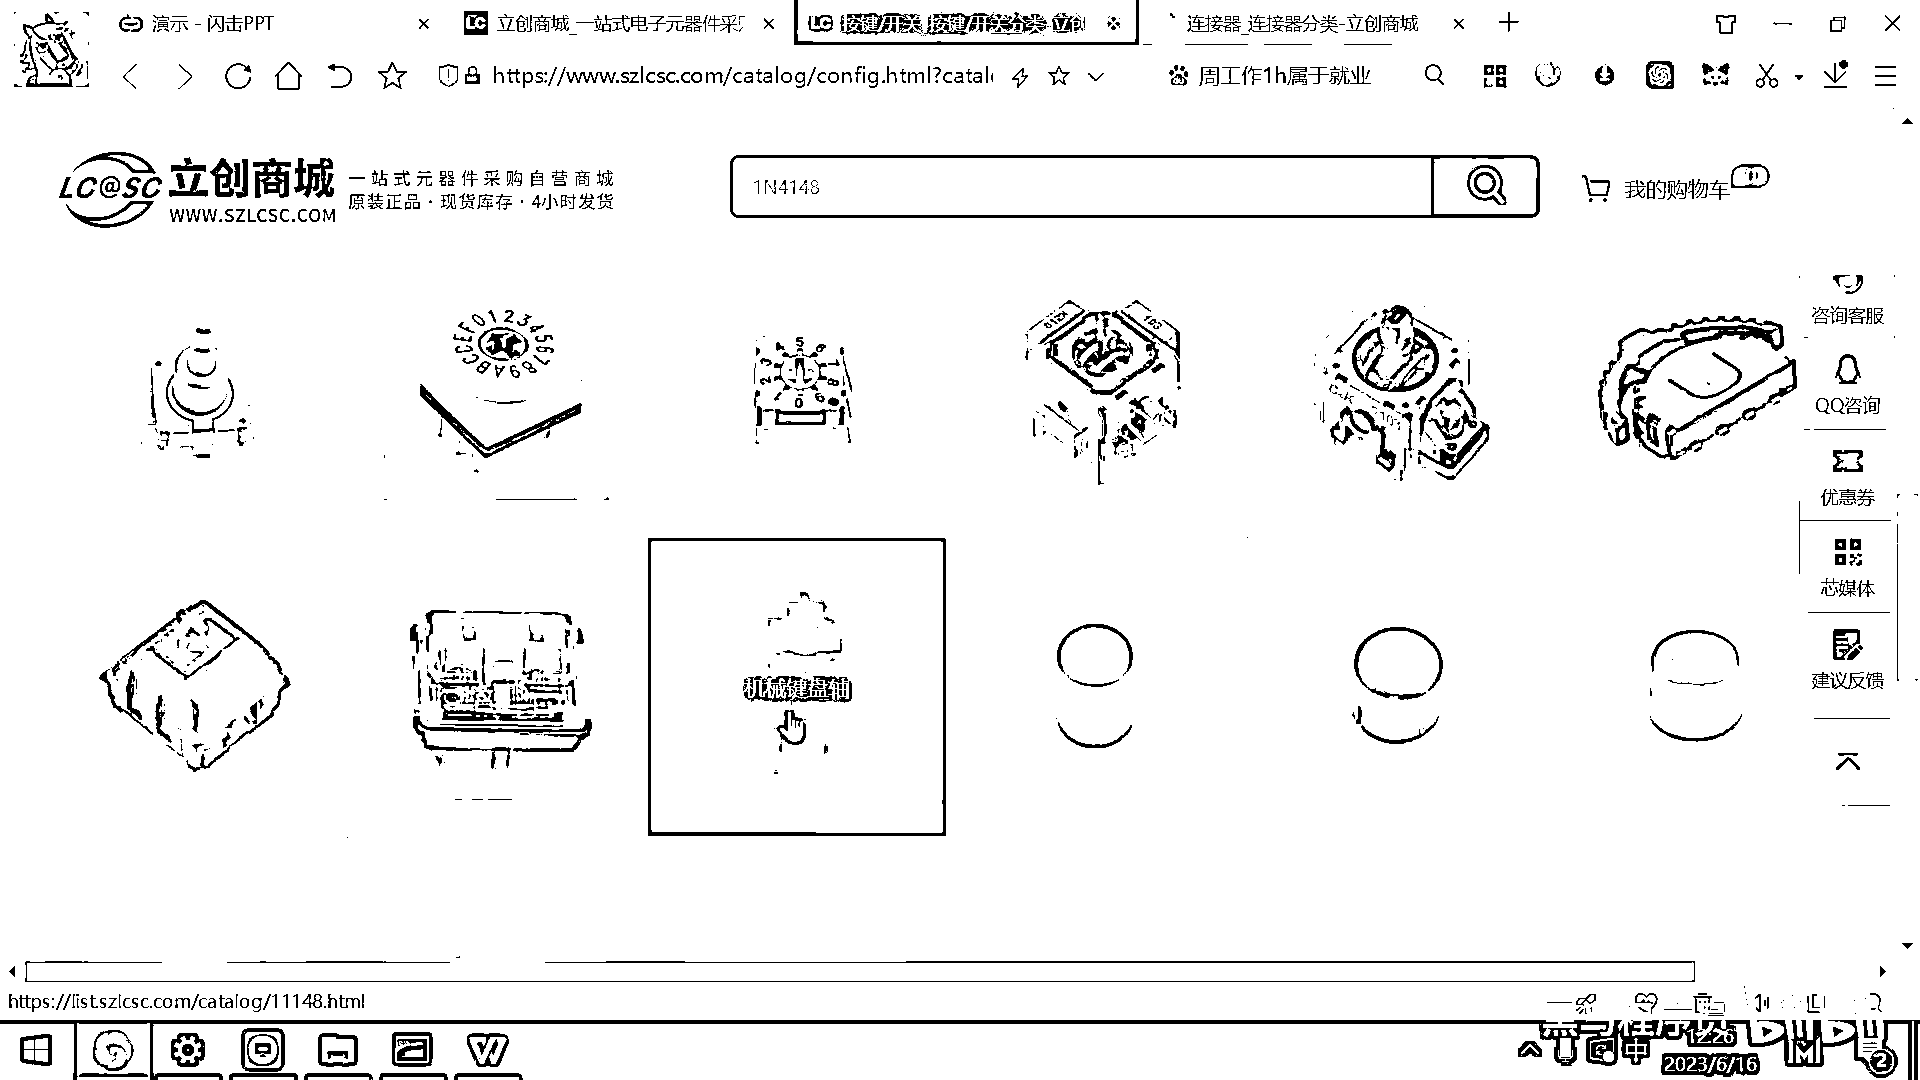 演示 - 闪击PPT
立创商城_一站式电子元器件采
按键/开关_按键/开关分类-立创
连接器_连接器分类-立创商城
https://www.szlcsc.com/catalog/config.html?catal
周工作1h属于就业
LC@SC 立创商城
WWW.SZLCSC.COM
一站式元器件采购自营商城
原装正品·现货库存·4小时发货
1N4148
我的购物车
咨询客服
QQ咨询
优惠券
芯媒体
建议反馈
机械键盘轴
https://list.szlcsc.com/catalog/11148.html
中
12:26
2023/6/16
2